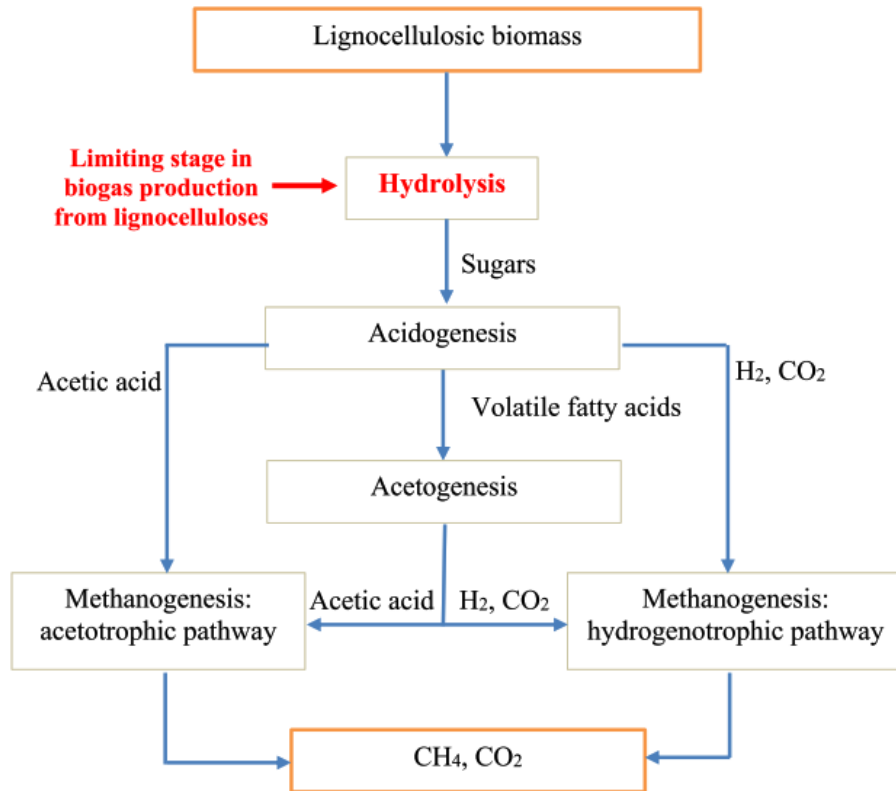 Lignocellulosic biomass
Limiting stage in
biogas production
from lignocelluloses
Hydrolysis
Sugars
Acidogenesis
Acetic acid
H₂, CO₂
Volatile fatty acids
Acetogenesis
Methanogenesis:
acetotrophic pathway
Acetic acid
H₂, CO₂
Methanogenesis:
hydrogenotrophic pathway
CH₄, CO₂